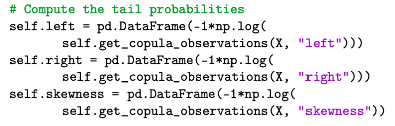 # Compute the tail probabilities
self.left = pd.DataFrame(-1*np.log(
self.get_copula_observations(X, "left")))
self.right = pd.DataFrame(-1*np.log(
self.get_copula_observations(X, "right")))
self.skewness = pd.DataFrame(-1*np.log(
self.get_copula_observations(X, "skewness"))